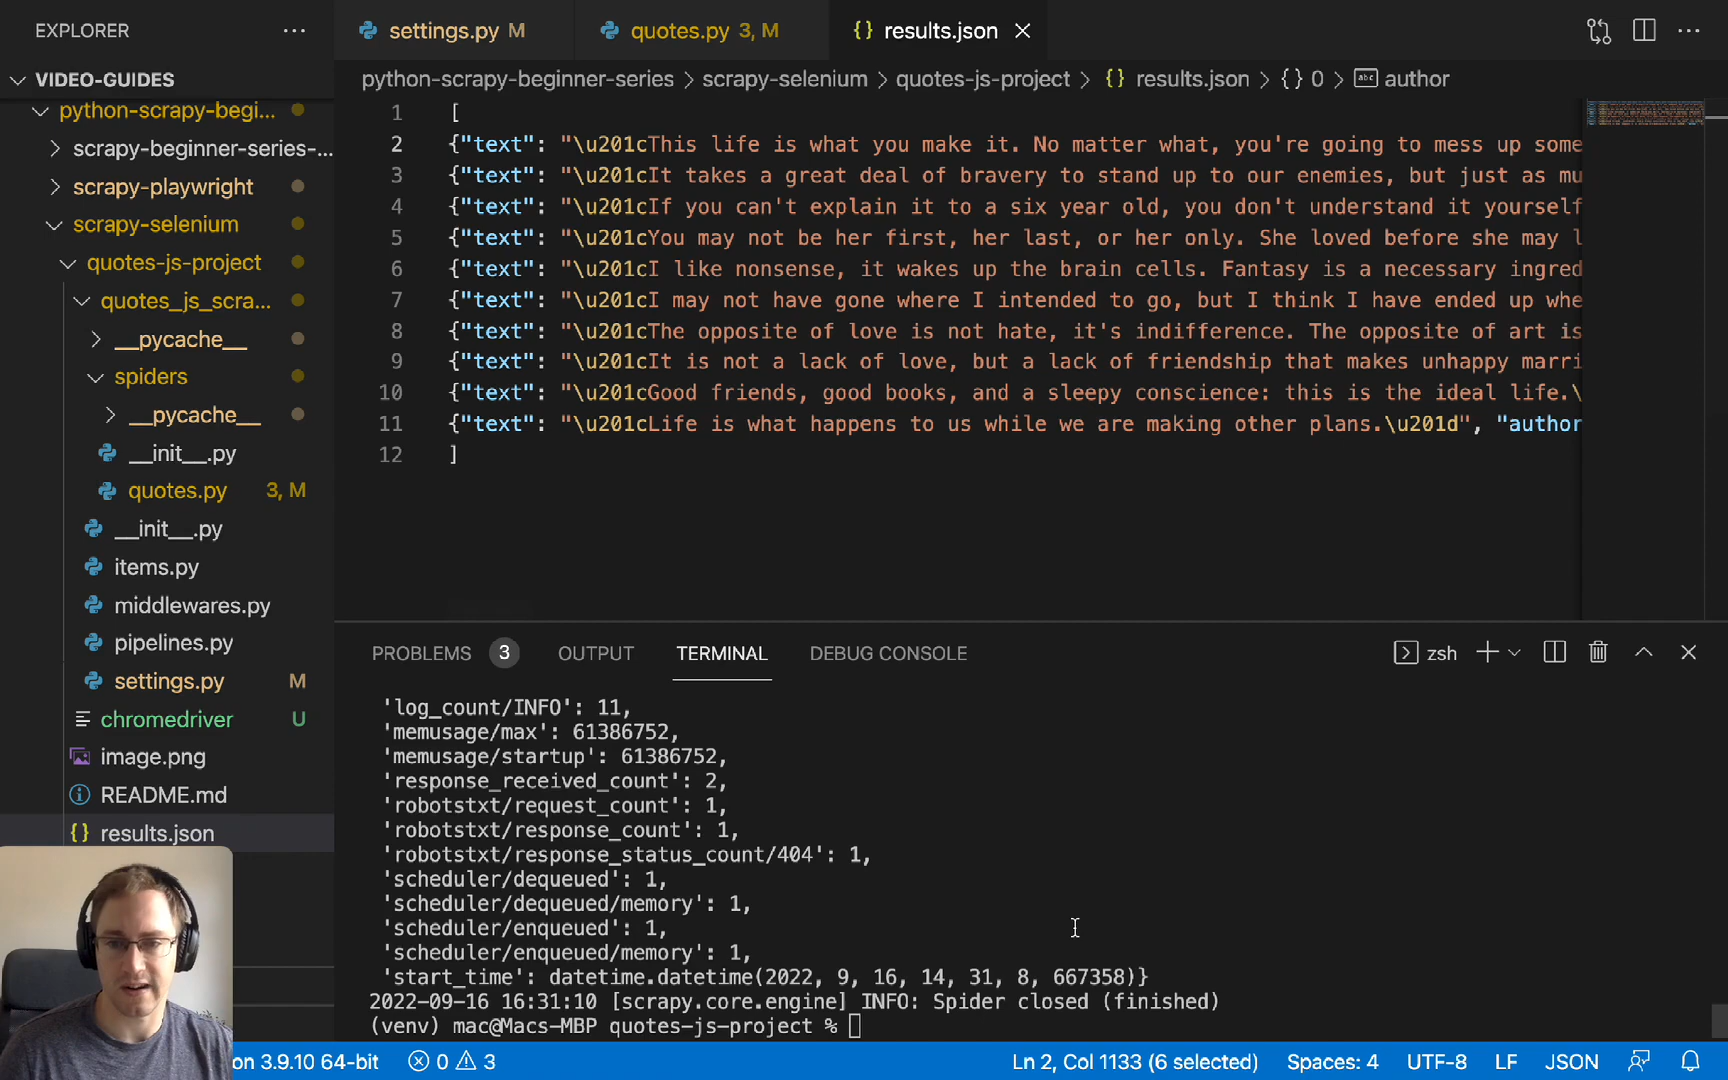 EXPLORER
VIDEO-GUIDES
python-scrapy-begi...
scrapy-beginner-series-...
scrapy-playwright
scrapy-selenium
quotes-js-project
quotes_js_scra...
__pycache__
spiders
__pycache__
__init__.py
quotes.py 3, M
__init__.py
items.py
middlewares.py
pipelines.py
settings.py M
chromedriver U
image.png
README.md
results.json
settings.py M
quotes.py 3, M
{} results.json
python-scrapy-beginner-series > scrapy-selenium > quotes-js-project > {} results.json > {} 0 > abc author
1 [
2 {"text": "\u201cThis life is what you make it. No matter what, you're going to mess up some
3 {"text": "\u201cIt takes a great deal of bravery to stand up to our enemies, but just as mu
4 {"text": "\u201cIf you can't explain it to a six year old, you don't understand it yourself
5 {"text": "\u201cYou may not be her first, her last, or her only. She loved before she may l
6 {"text": "\u201cI like nonsense, it wakes up the brain cells. Fantasy is a necessary ingred
7 {"text": "\u201cI may not have gone where I intended to go, but I think I have ended up whe
8 {"text": "\u201cThe opposite of love is not hate, it's indifference. The opposite of art is
9 {"text": "\u201cIt is not a lack of love, but a lack of friendship that makes unhappy marri
10 {"text": "\u201cGood friends, good books, and a sleepy conscience: this is the ideal life.\
11 {"text": "\u201cLife is what happens to us while we are making other plans.\u201d", "author
12 ]
PROBLEMS 3 OUTPUT TERMINAL DEBUG CONSOLE
zsh
'log_count/INFO': 11,
'memusage/max': 61386752,
'memusage/startup': 61386752,
'response_received_count': 2,
'robotstxt/request_count': 1,
'robotstxt/response_count': 1,
'robotstxt/response_status_count/404': 1,
'scheduler/dequeued': 1,
'scheduler/dequeued/memory': 1,
'scheduler/enqueued': 1,
'scheduler/enqueued/memory': 1,
'start_time': datetime.datetime(2022, 9, 16, 14, 31, 8, 667358)}
2022-09-16 16:31:10 [scrapy.core.engine] INFO: Spider closed (finished)
(venv) mac@Macs-MBP quotes-js-project %
on 3.9.10 64-bit 0 3 Ln 2, Col 1133 (6 selected) Spaces: 4 UTF-8 LF JSON